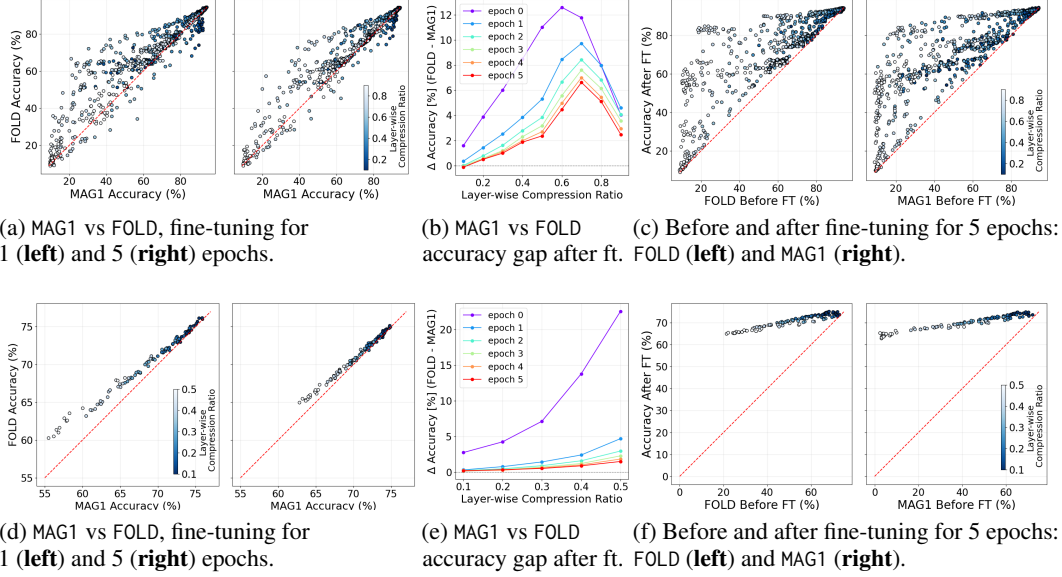 80
60
40
20
FOLD Accuracy (%)
20 40 60 80
MAG1 Accuracy (%)
20 40 60 80
MAG1 Accuracy (%)
0.8
0.6
0.4
0.2
Layer-wise
Compression Ratio
12
10
8
6
4
2
0
Δ Accuracy [%] (FOLD - MAG1)
epoch 0
epoch 1
epoch 2
epoch 3
epoch 4
epoch 5
0.2 0.4 0.6 0.8
Layer-wise Compression Ratio
80
60
40
20
Accuracy After FT (%)
20 40 60 80
FOLD Before FT (%)
20 40 60 80
MAG1 Before FT (%)
0.8
0.6
0.4
0.2
Layer-wise
Compression Ratio
(a) MAG1 vs FOLD, fine-tuning for
1 (left) and 5 (right) epochs.
(b) MAG1 vs FOLD
accuracy gap after ft.
(c) Before and after fine-tuning for 5 epochs:
FOLD (left) and MAG1 (right).
75
70
65
60
55
FOLD Accuracy (%)
55 60 65 70 75
MAG1 Accuracy (%)
0.5
0.4
0.3
0.2
0.1
Layer-wise
Compression Ratio
55 60 65 70 75
MAG1 Accuracy (%)
20
15
10
5
0
Δ Accuracy [%] (FOLD - MAG1)
epoch 0
epoch 1
epoch 2
epoch 3
epoch 4
epoch 5
0.1 0.2 0.3 0.4 0.5
Layer-wise Compression Ratio
70
60
50
40
30
20
10
0
Accuracy After FT (%)
0 20 40 60 80
FOLD Before FT (%)
0 20 40 60 80
MAG1 Before FT (%)
0.5
0.4
0.3
0.2
0.1
Layer-wise
Compression Ratio
(d) MAG1 vs FOLD, fine-tuning for
1 (left) and 5 (right) epochs.
(e) MAG1 vs FOLD
accuracy gap after ft.
(f) Before and after fine-tuning for 5 epochs:
FOLD (left) and MAG1 (right).